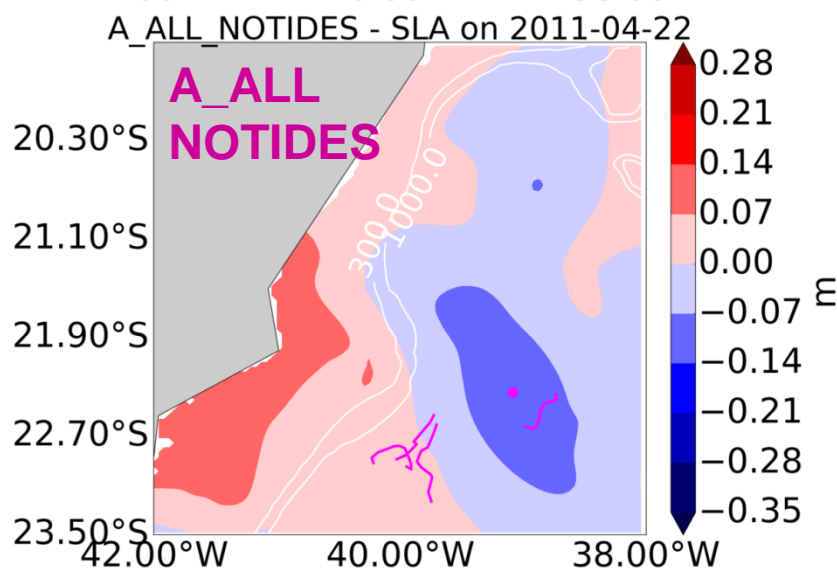 A_ALL_NOTIDES - SLA on 2011-04-22
A_ALL
NOTIDES
20.30°S
21.10°S
21.90°S
22.70°S
23.50°S
42.00°W
40.00°W
38.00°W
300.0
1000.0
0.28
0.21
0.14
0.07
0.00
−0.07
−0.14
−0.21
−0.28
−0.35
m